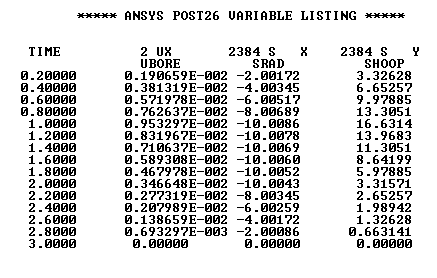 ***** ANSYS POST26 VARIABLE LISTING *****
TIME 2 UX 2384 S X 2384 S Y
UBORE SRAD SHOOP
0.20000 0.190659E-002 -2.00172 3.32628
0.40000 0.381319E-002 -4.00345 6.65257
0.60000 0.571978E-002 -6.00517 9.97885
0.80000 0.762637E-002 -8.00689 13.3051
1.0000 0.953297E-002 -10.0086 16.6314
1.2000 0.831967E-002 -10.0078 13.9683
1.4000 0.710637E-002 -10.0069 11.3051
1.6000 0.589308E-002 -10.0060 8.64199
1.8000 0.467978E-002 -10.0052 5.97885
2.0000 0.346648E-002 -10.0043 3.31571
2.2000 0.277319E-002 -8.00345 2.65257
2.4000 0.207989E-002 -6.00259 1.98942
2.6000 0.138659E-002 -4.00172 1.32628
2.8000 0.693297E-003 -2.00086 0.663141
3.0000 0.00000 0.00000 0.00000